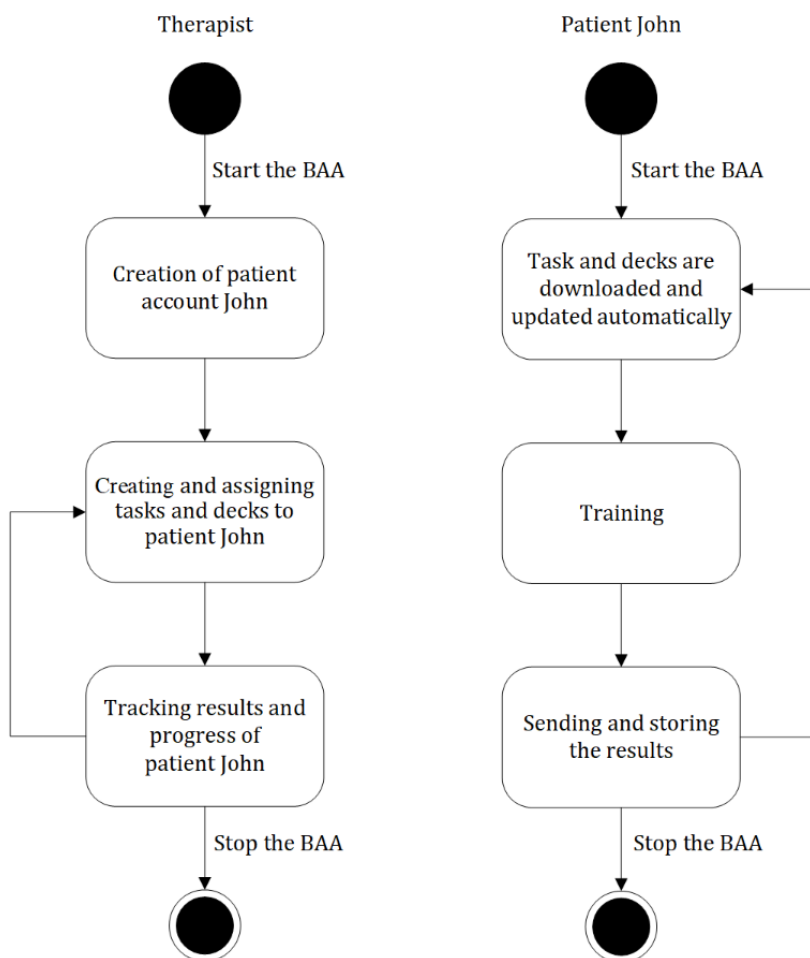 Therapist
Start the BAA
Creation of patient
account John
Creating and assigning
tasks and decks to
patient John
Tracking results and
progress of
patient John
Stop the BAA
Patient John
Start the BAA
Task and decks are
downloaded and
updated automatically
Training
Sending and storing
the results
Stop the BAA